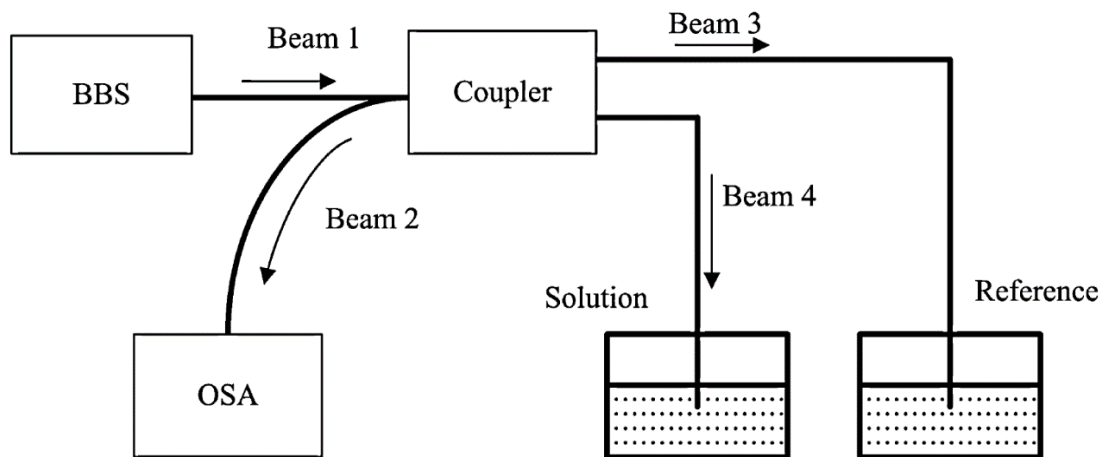 Beam 1
Beam 3
BBS
Coupler
Beam 2
Beam 4
Solution
Reference
OSA